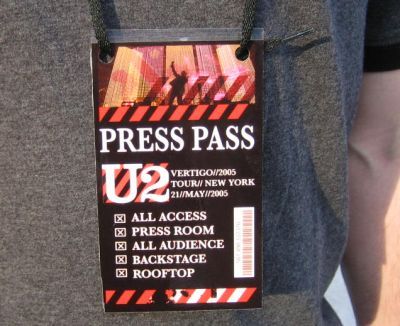 PRESS PASS
U2
VERTIGO//2005
TOUR// NEW YORK
21//MAY//2005
ALL ACCESS
PRESS ROOM
ALL AUDIENCE
BACKSTAGE
ROOFTOP